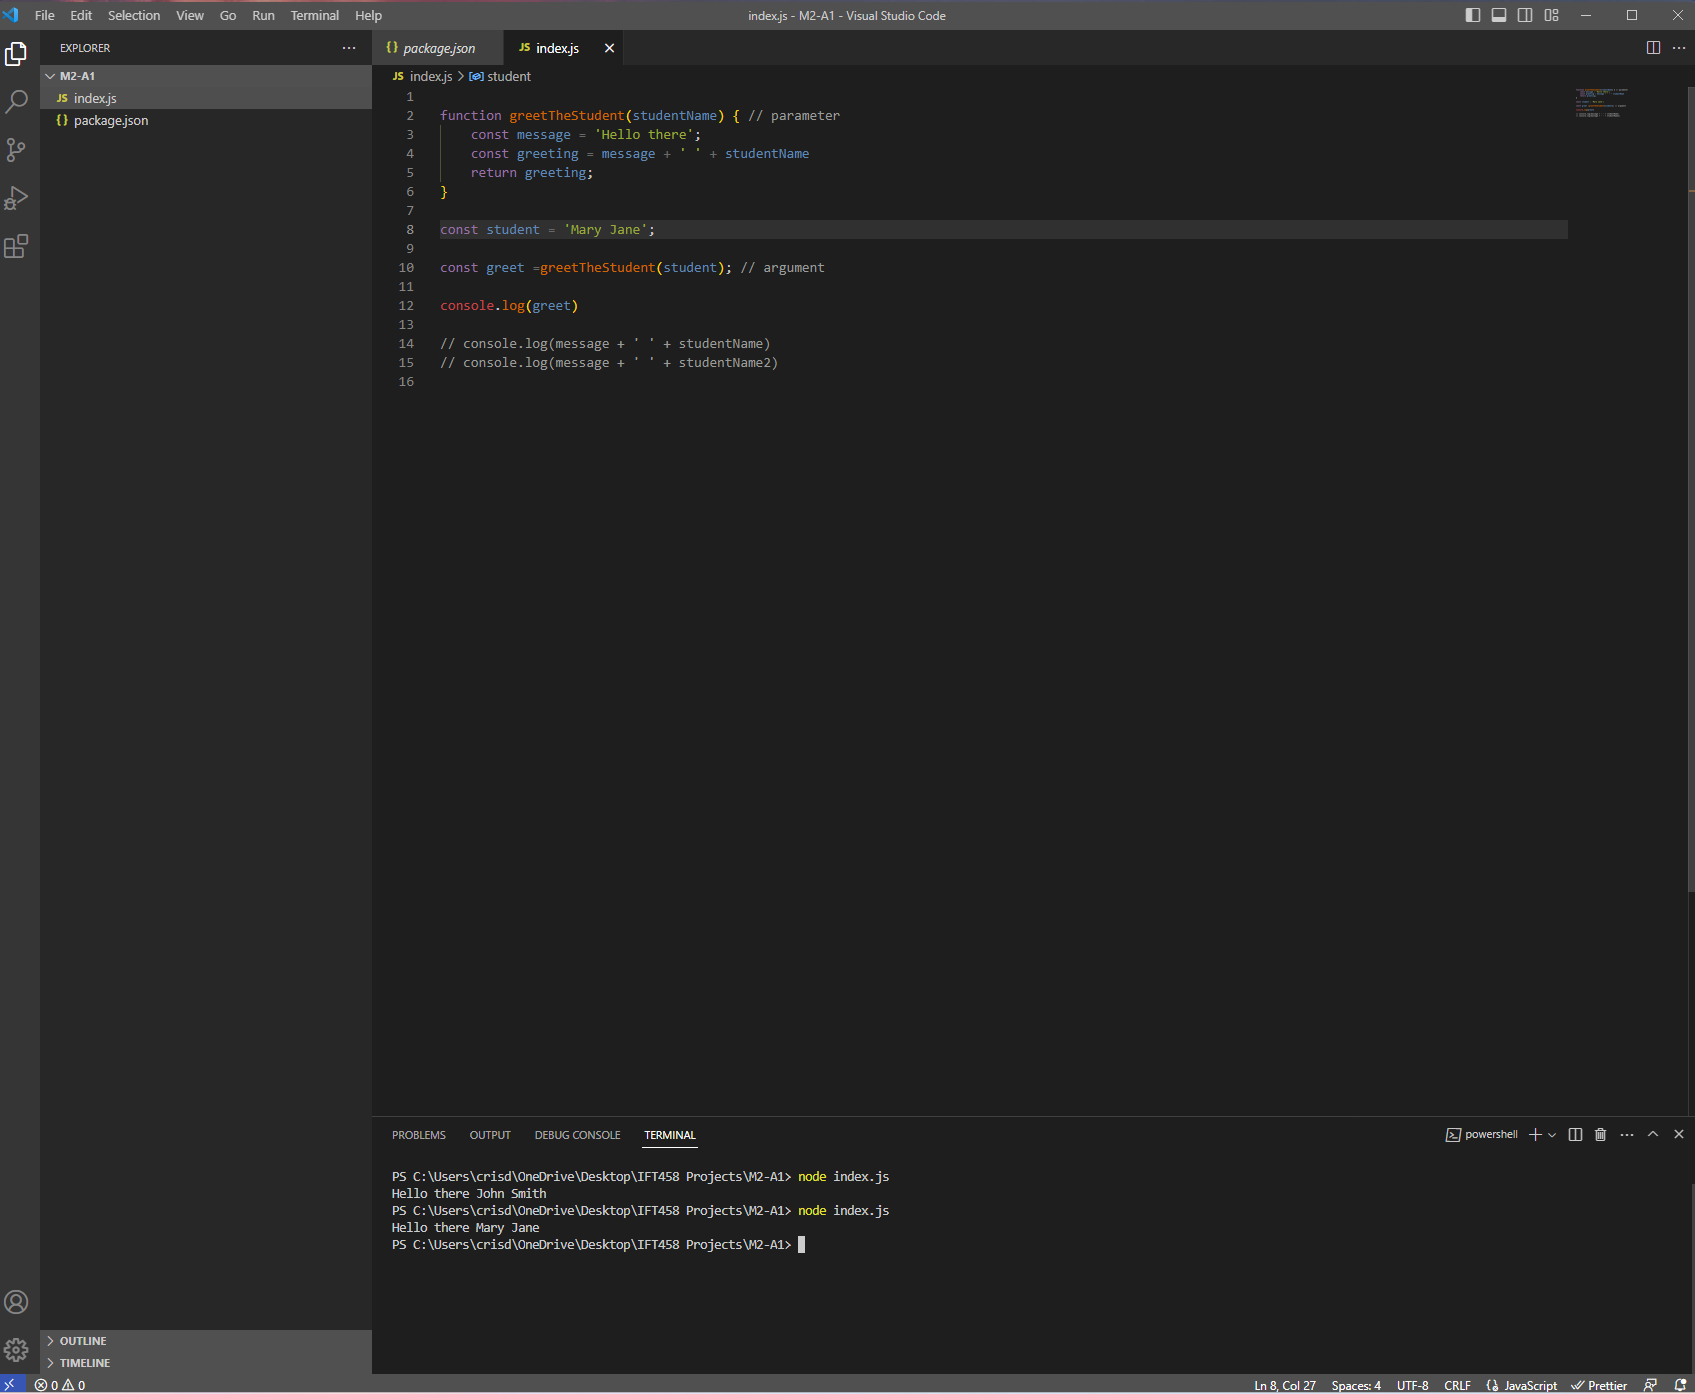 File Edit Selection View Go Run Terminal Help index.js - M2-A1 - Visual Studio Code
EXPLORER
M2-A1
JS index.js
{} package.json
{} package.json JS index.js
JS index.js > student
1
2 function greetTheStudent(studentName) { // parameter
3 const message = 'Hello there';
4 const greeting = message + ' ' + studentName
5 return greeting;
6 }
7
8 const student = 'Mary Jane';
9
10 const greet =greetTheStudent(student); // argument
11
12 console.log(greet)
13
14 // console.log(message + ' ' + studentName)
15 // console.log(message + ' ' + studentName2)
16
PROBLEMS OUTPUT DEBUG CONSOLE TERMINAL powershell
PS C:\Users\crisd\OneDrive\Desktop\IFT458 Projects\M2-A1> node index.js
Hello there John Smith
PS C:\Users\crisd\OneDrive\Desktop\IFT458 Projects\M2-A1> node index.js
Hello there Mary Jane
PS C:\Users\crisd\OneDrive\Desktop\IFT458 Projects\M2-A1>
OUTLINE
TIMELINE
0 0 Ln 8, Col 27 Spaces: 4 UTF-8 CRLF {} JavaScript Prettier